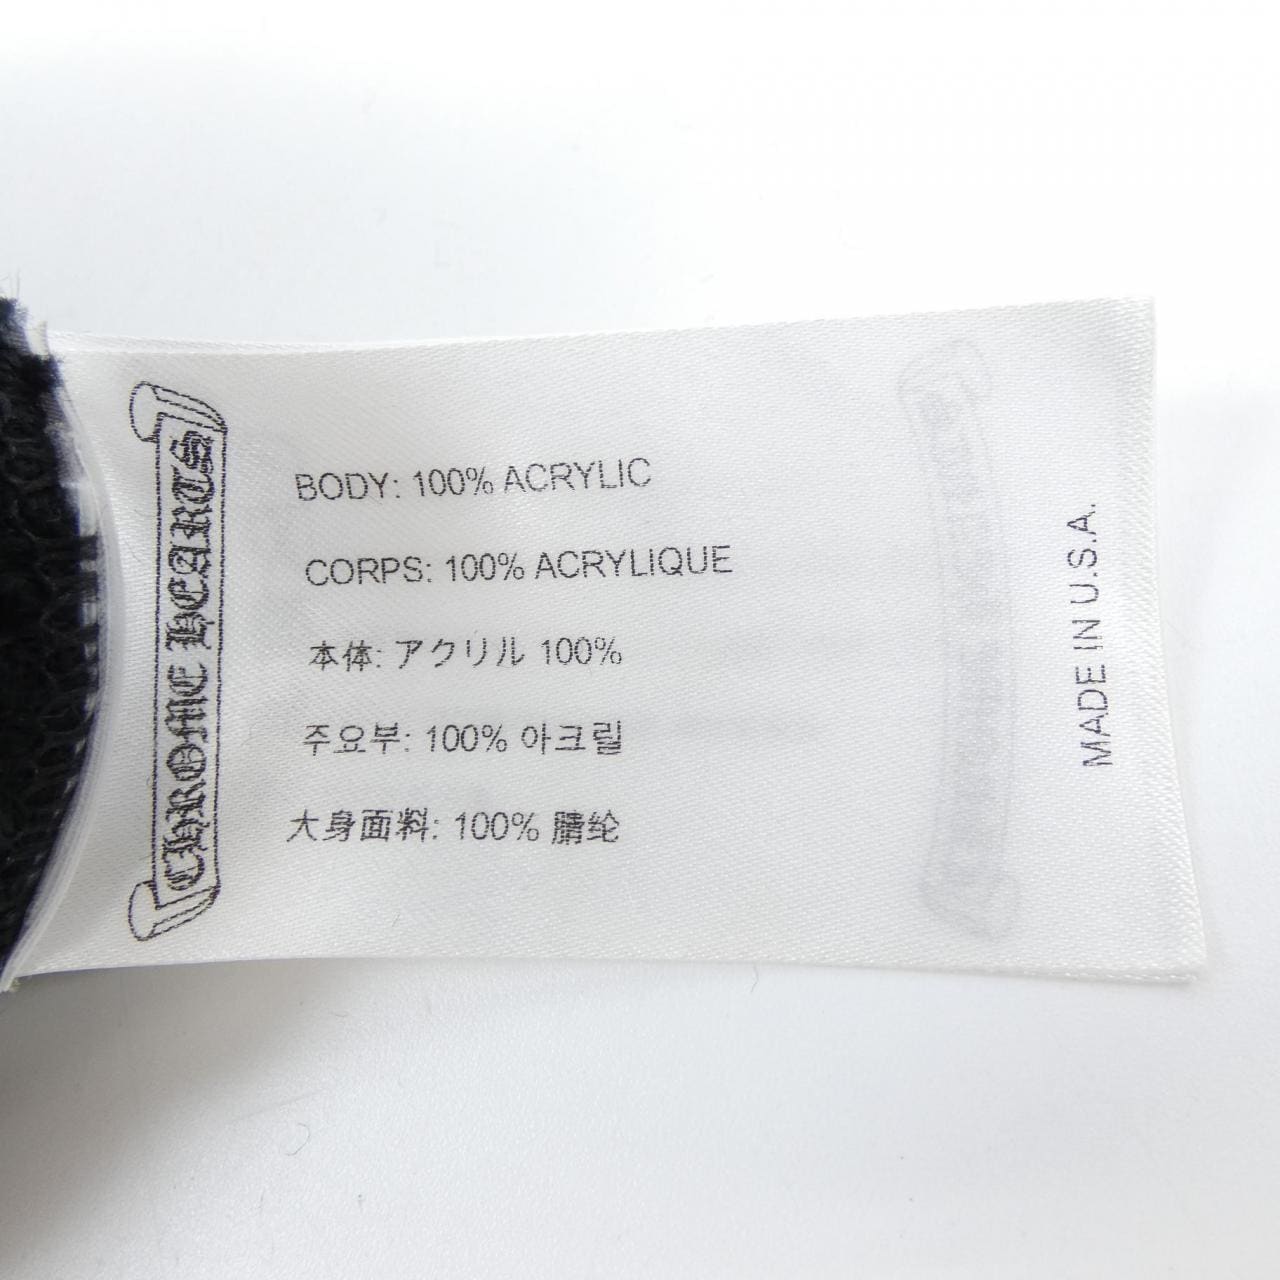 CHROME HEARTS
BODY: 100% ACRYLIC
CORPS: 100% ACRYLIQUE
本体: アクリル 100%
주요부: 100% 아크릴
大身面料: 100% 腈纶
MADE IN U.S.A.